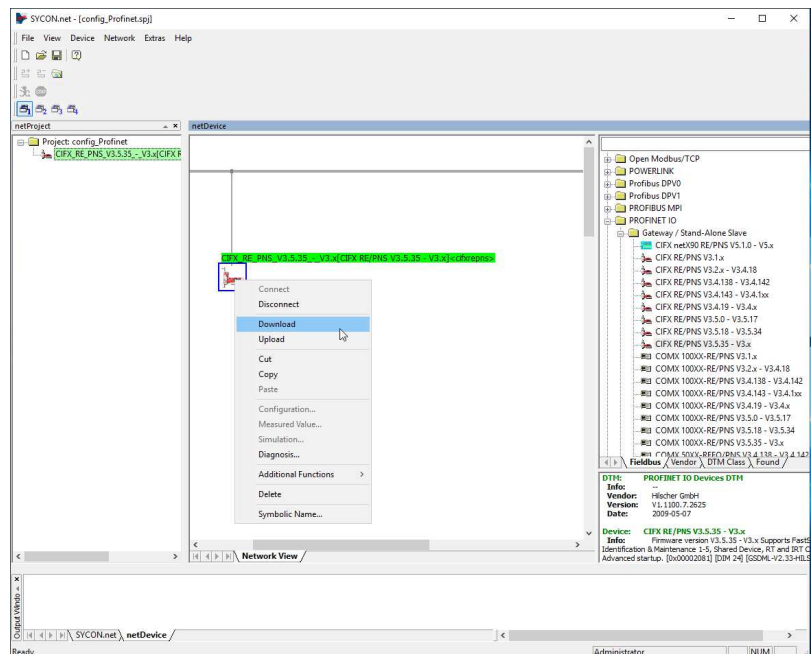 SYCON.net - [config_Profinet.spj]
File View Device Network Extras Help
netProject
netDevice
Project: config_Profinet
CIFX_RE_PNS_V3.5.35_-_V3.x[CIFX R
CIFX_RE_PNS_V3.5.35_-_V3.x[CIFX RE/PNS V3.5.35 - V3.x]<cifxrepns>
Connect
Disconnect
Download
Upload
Cut
Copy
Paste
Configuration...
Measured Value...
Simulation...
Diagnosis...
Additional Functions
Delete
Symbolic Name...
Network View
Open Modbus/TCP
POWERLINK
Profibus DPV0
Profibus DPV1
PROFIBUS MPI
PROFINET IO
Gateway / Stand-Alone Slave
CIFX netX90 RE/PNS V5.1.0 - V5.x
CIFX RE/PNS V3.1.x
CIFX RE/PNS V3.2.x - V3.4.18
CIFX RE/PNS V3.4.138 - V3.4.142
CIFX RE/PNS V3.4.143 - V3.4.1xx
CIFX RE/PNS V3.4.19 - V3.4.x
CIFX RE/PNS V3.5.0 - V3.5.17
CIFX RE/PNS V3.5.18 - V3.5.34
CIFX RE/PNS V3.5.35 - V3.x
COMX 100XX-RE/PNS V3.1.x
COMX 100XX-RE/PNS V3.2.x - V3.4.18
COMX 100XX-RE/PNS V3.4.138 - V3.4.142
COMX 100XX-RE/PNS V3.4.143 - V3.4.1xx
COMX 100XX-RE/PNS V3.4.19 - V3.4.x
COMX 100XX-RE/PNS V3.5.0 - V3.5.17
COMX 100XX-RE/PNS V3.5.18 - V3.5.34
COMX 100XX-RE/PNS V3.5.35 - V3.x
COMX 50XX-REFO/PNS V3.4.138 - V3.4.142
Fieldbus Vendor DTM Class Found
DTM: PROFINET IO Devices DTM
Info: --
Vendor: Hilscher GmbH
Version: V1.1100.7.2625
Date: 2009-05-07
Device: CIFX RE/PNS V3.5.35 - V3.x
Info: Firmware version V3.5.35 - V3.x Supports FastS
Identification & Maintenance 1-5, Shared Device, RT and IRT C
Advanced startup. [0x00002081] [DIM 24] [GSDML-V2.33-HILS
Output Windo
SYCON.net netDevice
Ready
Administrator
NUM